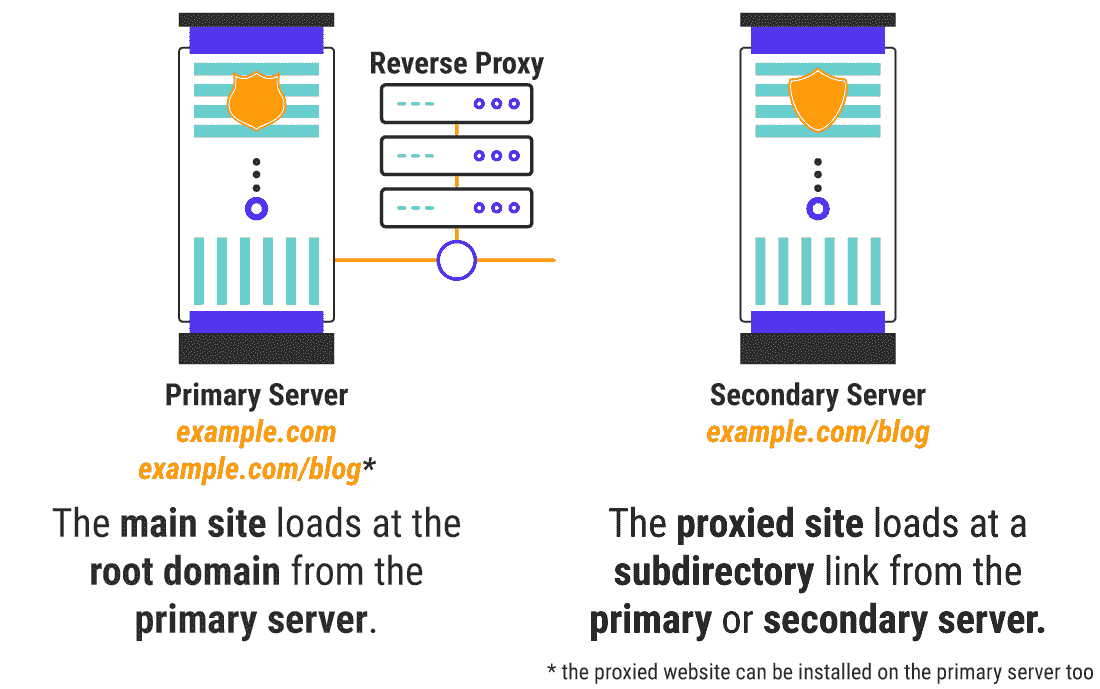 Reverse Proxy
Primary Server
example.com
example.com/blog*
The main site loads at the
root domain from the
primary server.
Secondary Server
example.com/blog
The proxied site loads at a
subdirectory link from the
primary or secondary server.
* the proxied website can be installed on the primary server too